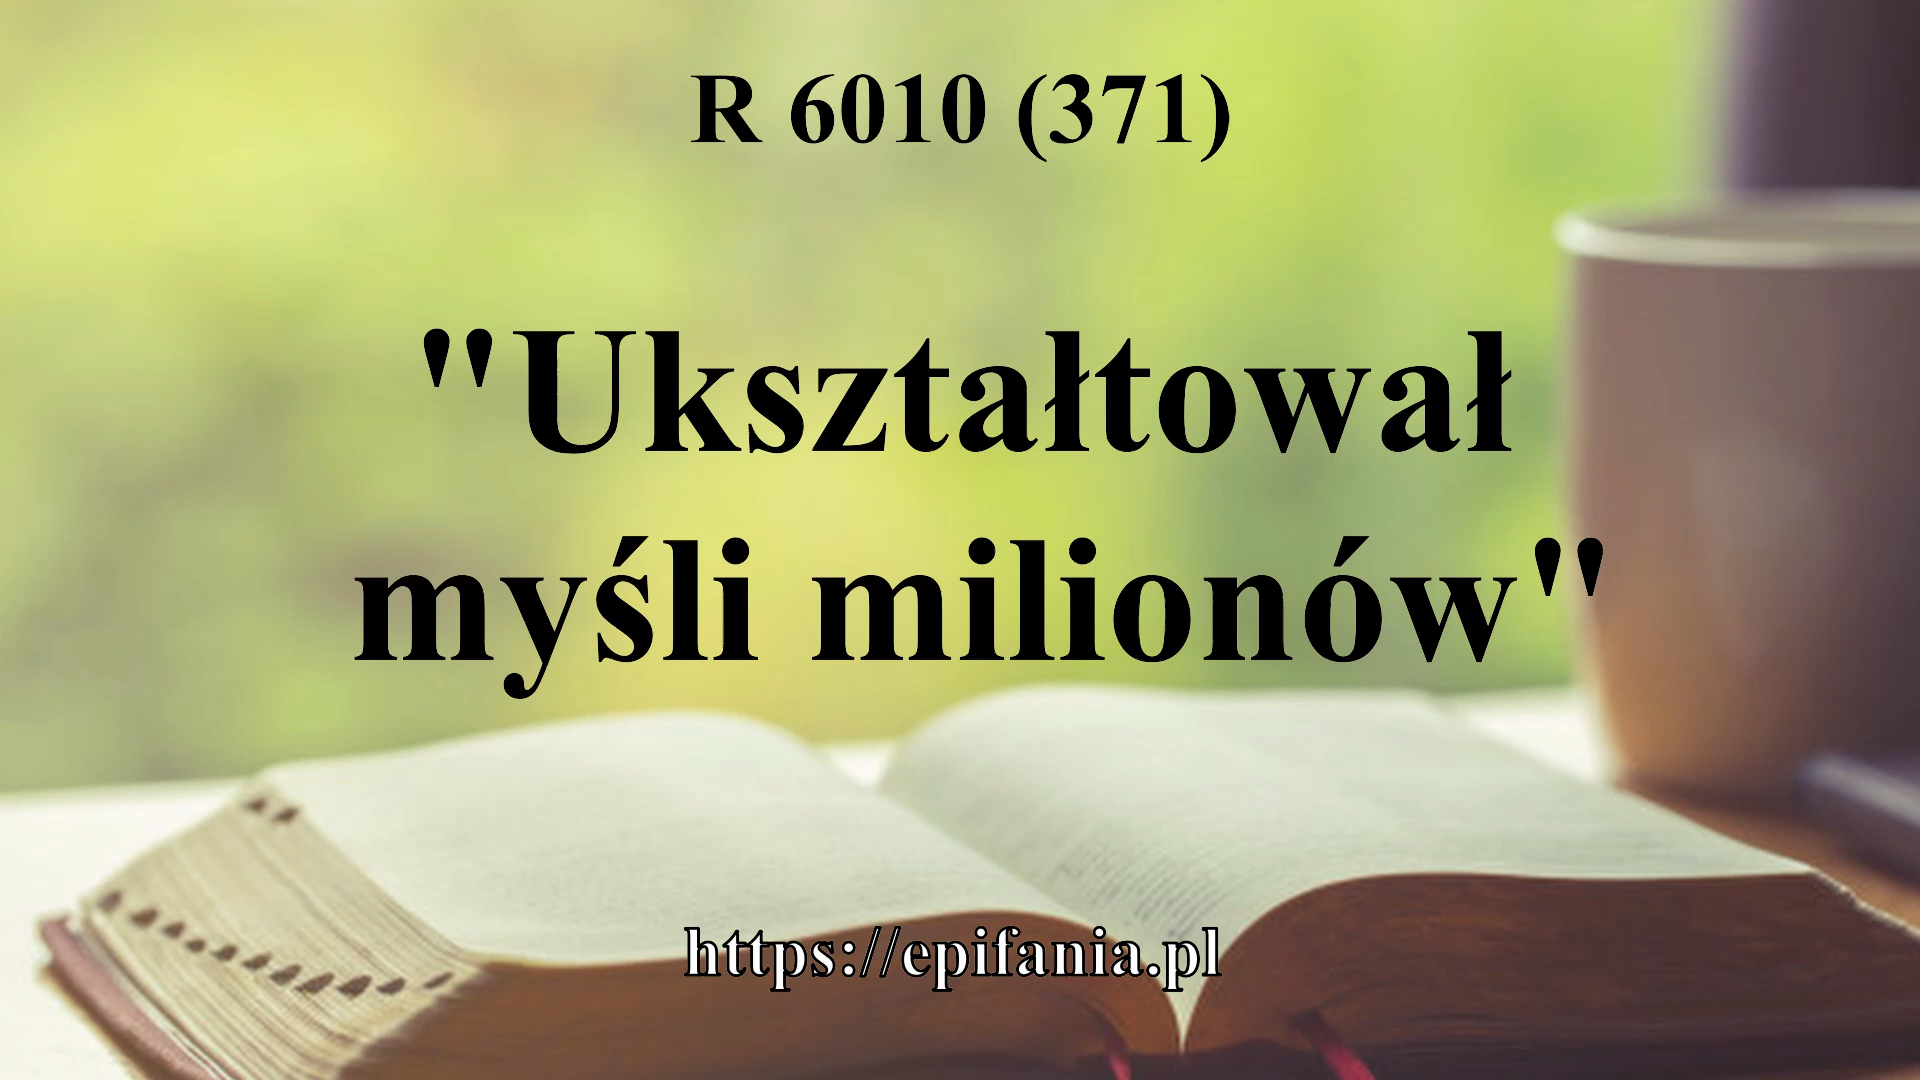 R 6010 (371)
"Ukształtował
myśli milionów"
https://epifania.pl